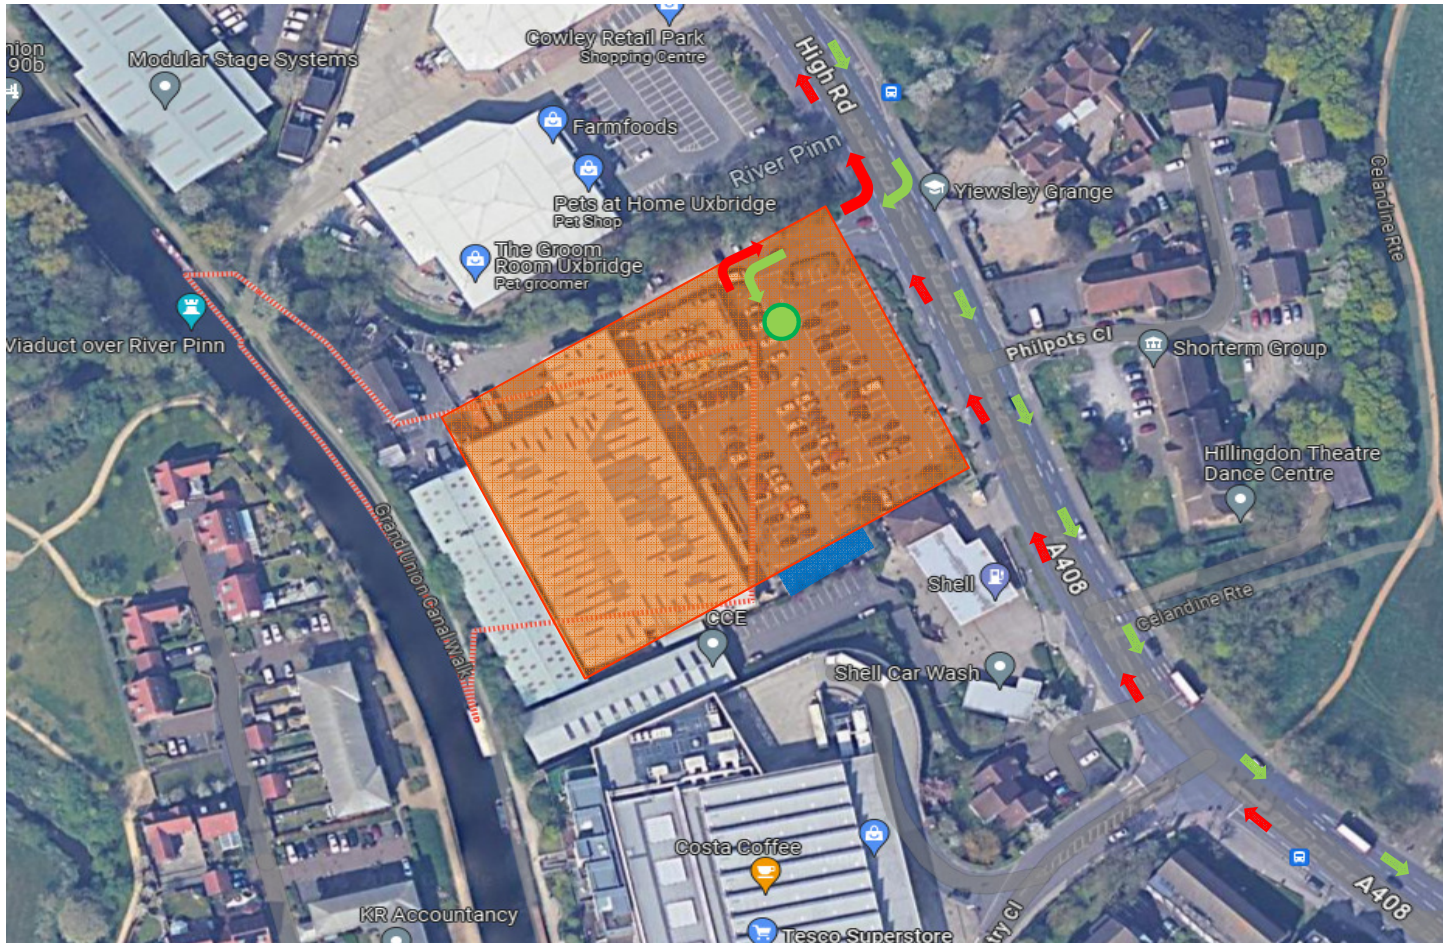 nion
90b
Modular Stage Systems
Cowley Retail Park
Shopping Centre
High Rd
Farmfoods
River Pinn
Pets at Home Uxbridge
Pet Shop
Yiewsley Grange
Celandine Rte
The Groom
Room Uxbridge
Pet groomer
Viaduct over River Pinn
Philpots Cl
Shorterm Group
Hillingdon Theatre
Dance Centre
Grand Union Canal Walk
A408
Shell
Celandine Rte
CCE
Shell Car Wash
Costa Coffee
KR Accountancy
Tesco Superstore
try Cl
A408